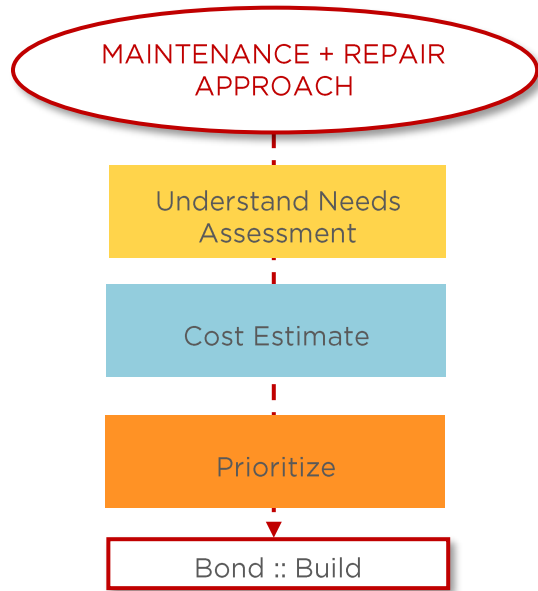 MAINTENANCE + REPAIR
APPROACH
Understand Needs
Assessment
Cost Estimate
Prioritize
Bond :: Build